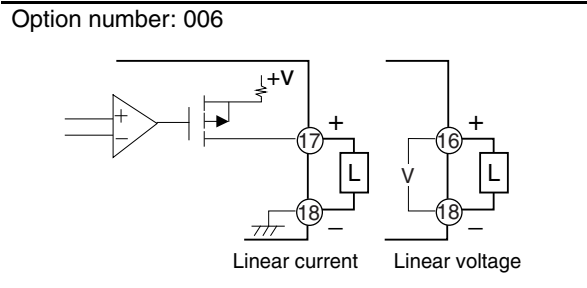 Option number: 006
+V
+
−
17
+
L
18
−
Linear current
16
+
V
L
18
−
Linear voltage